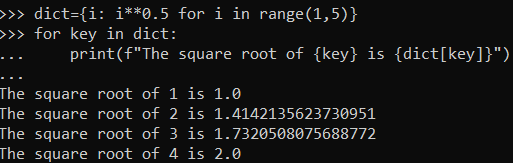 >>> dict={i: i**0.5 for i in range(1,5)}
>>> for key in dict:
...     print(f"The square root of {key} is {dict[key]}")
...
The square root of 1 is 1.0
The square root of 2 is 1.4142135623730951
The square root of 3 is 1.7320508075688772
The square root of 4 is 2.0